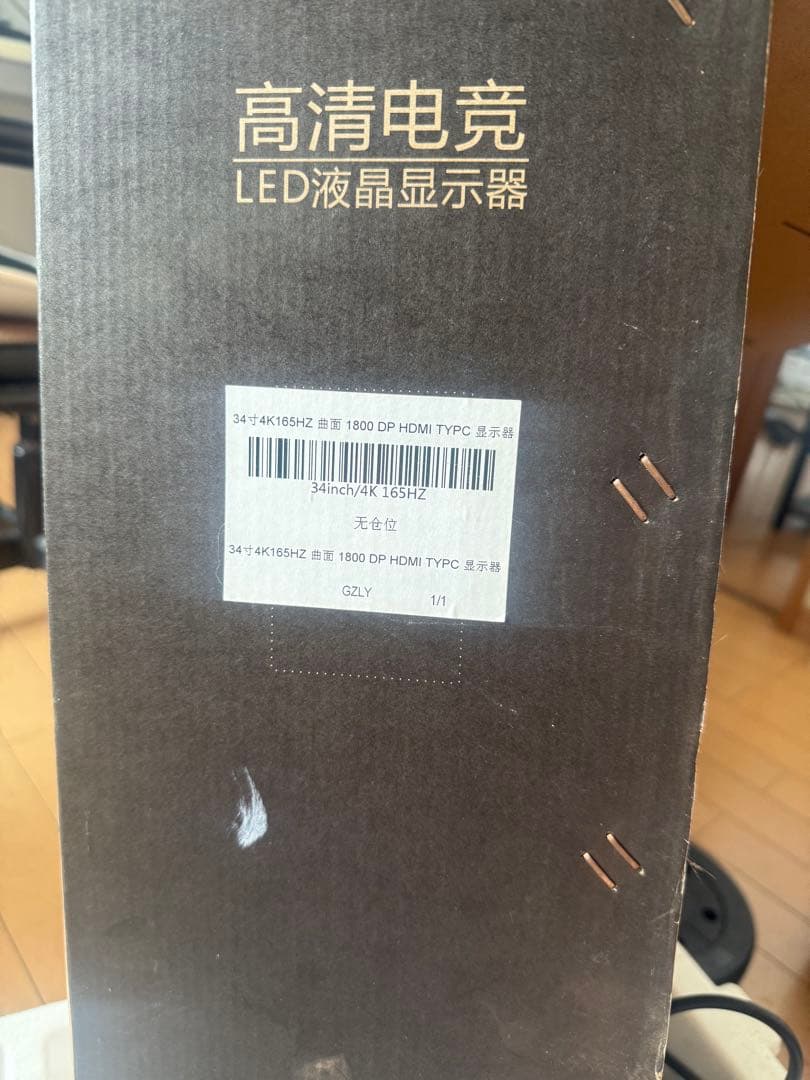 高清电竞
LED液晶显示器
34寸4K165HZ 曲面 1800 DP HDMI TYPC 显示器
34inch/4K 165HZ
无仓位
34寸4K165HZ 曲面 1800 DP HDMI TYPC 显示器
GZLY 1/1